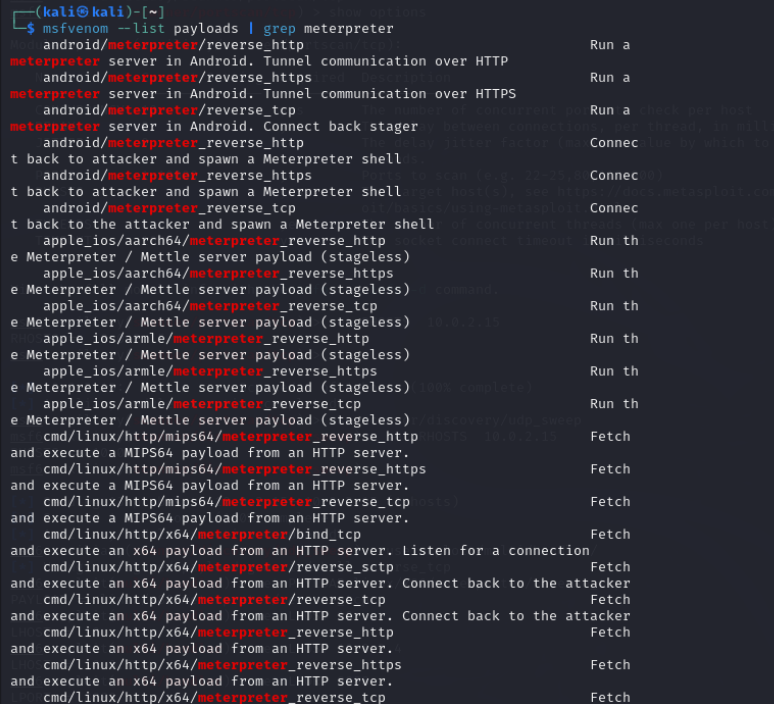 (kali㉿kali)-[~]
$ msfvenom --list payloads | grep meterpreter
android/meterpreter/reverse_http Run a
meterpreter server in Android. Tunnel communication over HTTP
android/meterpreter/reverse_https Run a
meterpreter server in Android. Tunnel communication over HTTPS
android/meterpreter/reverse_tcp Run a
meterpreter server in Android. Connect back stager
android/meterpreter_reverse_http Connec
t back to attacker and spawn a Meterpreter shell
android/meterpreter_reverse_https Connec
t back to attacker and spawn a Meterpreter shell
android/meterpreter_reverse_tcp Connec
t back to the attacker and spawn a Meterpreter shell
apple_ios/aarch64/meterpreter_reverse_http Run th
e Meterpreter / Mettle server payload (stageless)
apple_ios/aarch64/meterpreter_reverse_https Run th
e Meterpreter / Mettle server payload (stageless)
apple_ios/aarch64/meterpreter_reverse_tcp Run th
e Meterpreter / Mettle server payload (stageless)
apple_ios/armle/meterpreter_reverse_http Run th
e Meterpreter / Mettle server payload (stageless)
apple_ios/armle/meterpreter_reverse_https Run th
e Meterpreter / Mettle server payload (stageless)
apple_ios/armle/meterpreter_reverse_tcp Run th
e Meterpreter / Mettle server payload (stageless)
cmd/linux/http/mips64/meterpreter_reverse_http Fetch
and execute a MIPS64 payload from an HTTP server.
cmd/linux/http/mips64/meterpreter_reverse_https Fetch
and execute a MIPS64 payload from an HTTP server.
cmd/linux/http/mips64/meterpreter_reverse_tcp Fetch
and execute a MIPS64 payload from an HTTP server.
cmd/linux/http/x64/meterpreter/bind_tcp Fetch
and execute an x64 payload from an HTTP server. Listen for a connection
cmd/linux/http/x64/meterpreter/reverse_sctp Fetch
and execute an x64 payload from an HTTP server. Connect back to the attacker
cmd/linux/http/x64/meterpreter/reverse_tcp Fetch
and execute an x64 payload from an HTTP server. Connect back to the attacker
cmd/linux/http/x64/meterpreter_reverse_http Fetch
and execute an x64 payload from an HTTP server.
cmd/linux/http/x64/meterpreter_reverse_https Fetch
and execute an x64 payload from an HTTP server.
cmd/linux/http/x64/meterpreter_reverse_tcp Fetch